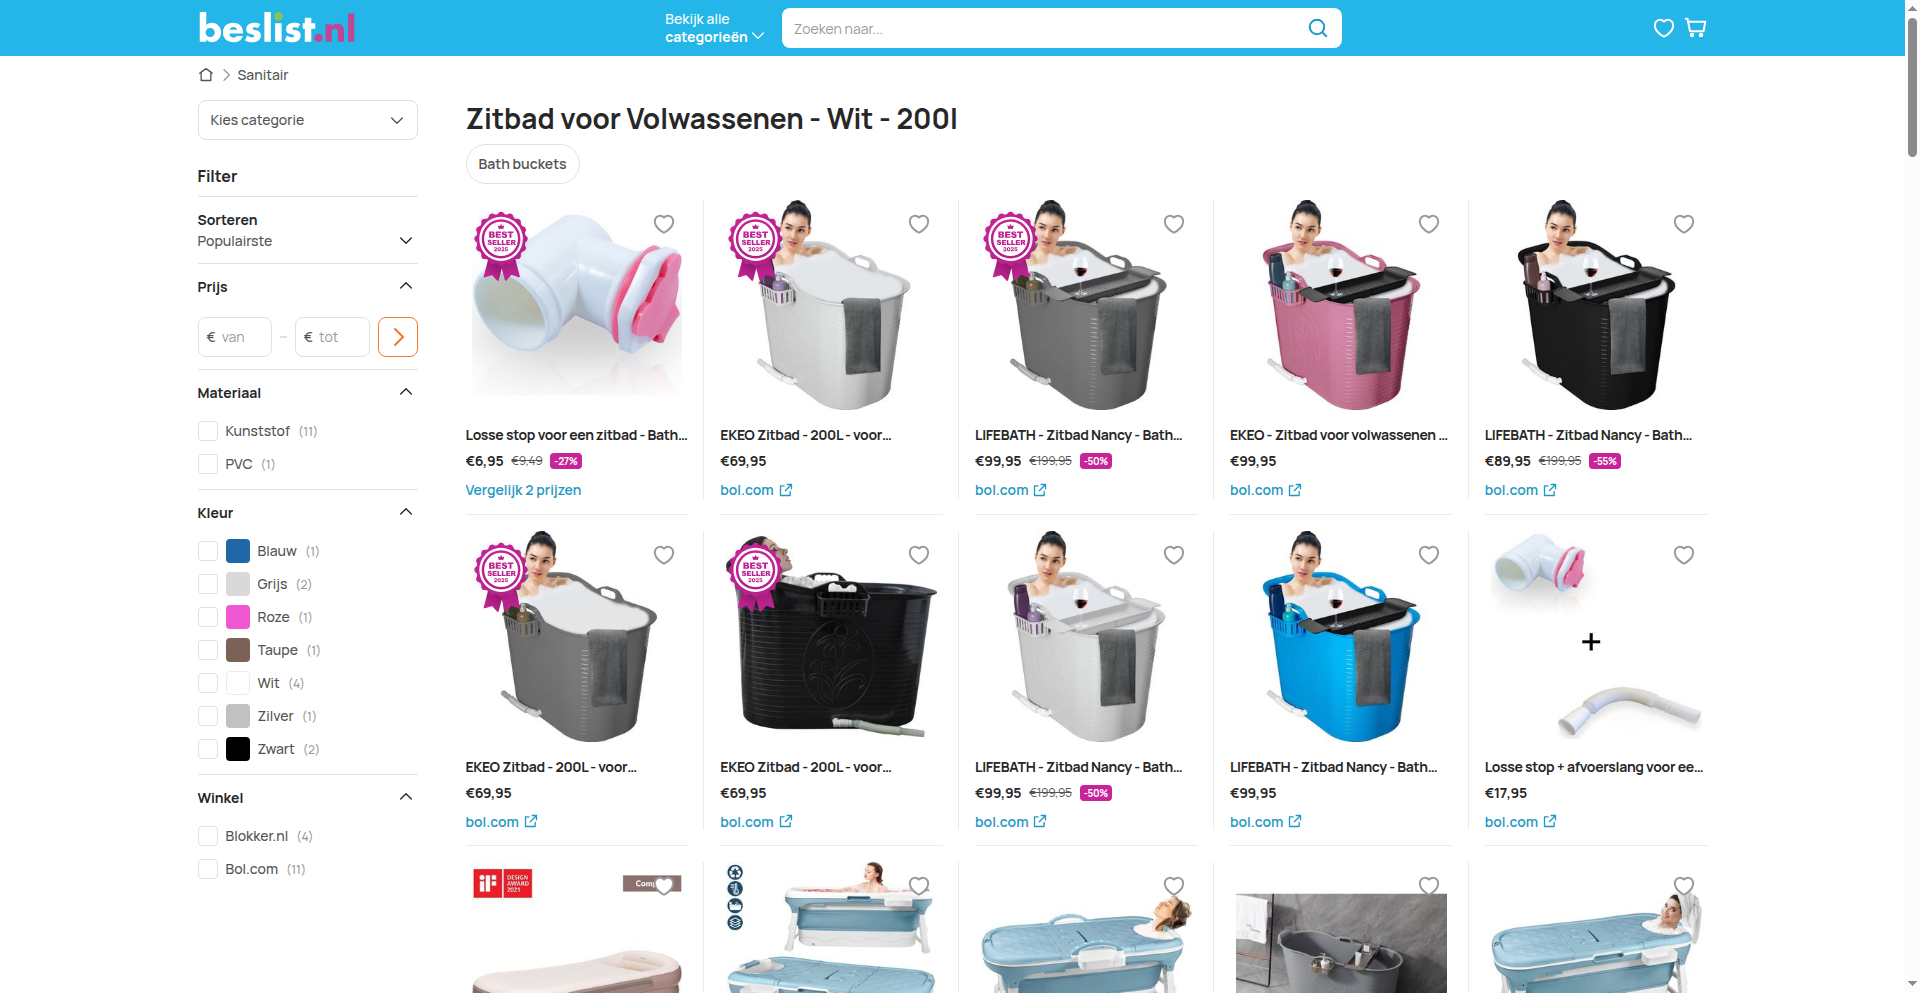 beslist.nl
Bekijk alle
categorieën
Zoeken naar...
Sanitair
Kies categorie
Filter
Sorteren
Populairste
Prijs
€ van
–
€ tot
Materiaal
Kunststof (11)
PVC (1)
Kleur
Blauw (1)
Grijs (2)
Roze (1)
Taupe (1)
Wit (4)
Zilver (1)
Zwart (2)
Winkel
Blokker.nl (4)
Bol.com (11)
Zitbad voor Volwassenen - Wit - 200l
Bath buckets
BEST
SELLER
2025
BEST
SELLER
2025
BEST
SELLER
2025
Losse stop voor een zitbad - Bath...
€6,95 €9,49 -27%
Vergelijk 2 prijzen
EKEO Zitbad - 200L - voor...
€69,95
bol.com
LIFEBATH - Zitbad Nancy - Bath...
€99,95 €199,95 -50%
bol.com
EKEO - Zitbad voor volwassenen ...
€99,95
bol.com
LIFEBATH - Zitbad Nancy - Bath...
€89,95 €199,95 -55%
bol.com
BEST
SELLER
2025
BEST
SELLER
2025
EKEO Zitbad - 200L - voor...
€69,95
bol.com
EKEO Zitbad - 200L - voor...
€69,95
bol.com
LIFEBATH - Zitbad Nancy - Bath...
€99,95 €199,95 -50%
bol.com
LIFEBATH - Zitbad Nancy - Bath...
€99,95
bol.com
+
Losse stop + afvoerslang voor ee...
€17,95
bol.com
iF
DESIGN
AWARD
2021